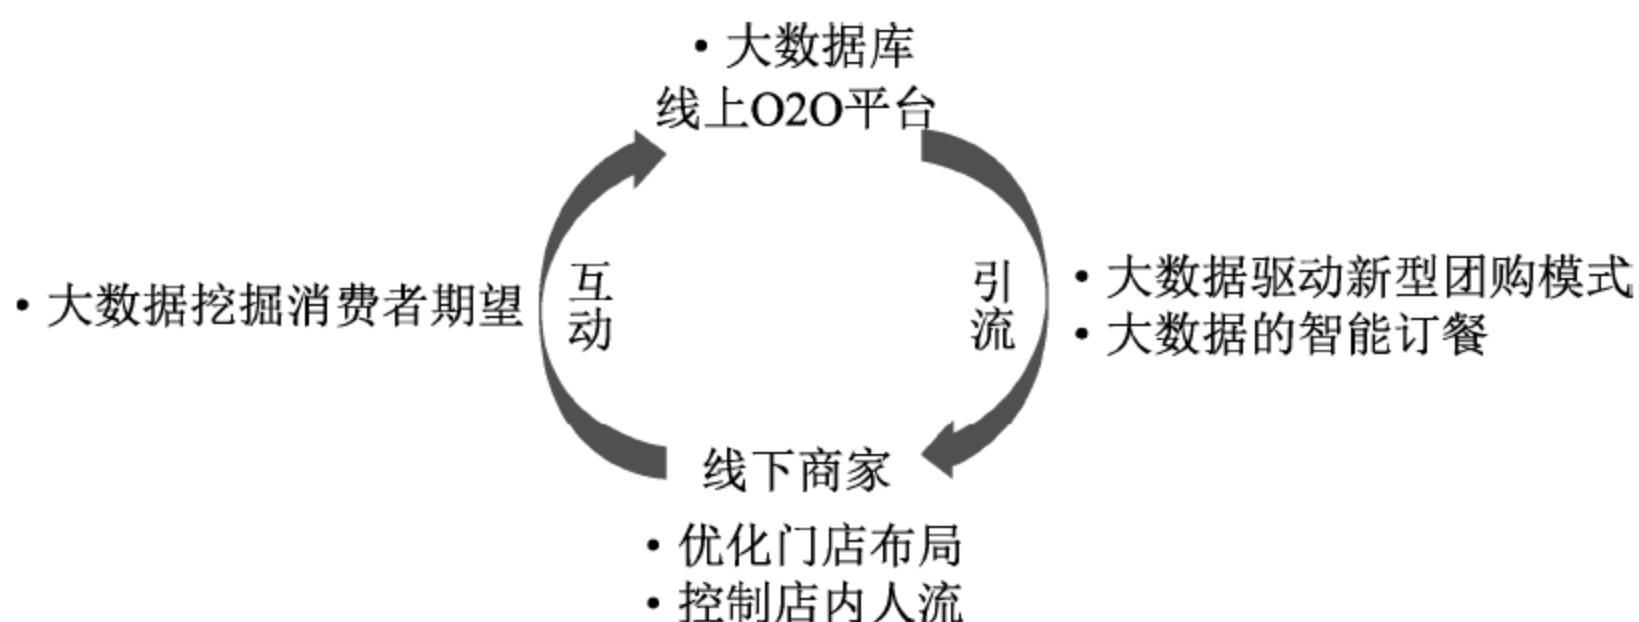 • 大数据库
线上O2O平台
• 大数据挖掘消费者期望
互
动
引
流
• 大数据驱动新型团购模式
• 大数据的智能订餐
线下商家
• 优化门店布局
• 控制店内人流